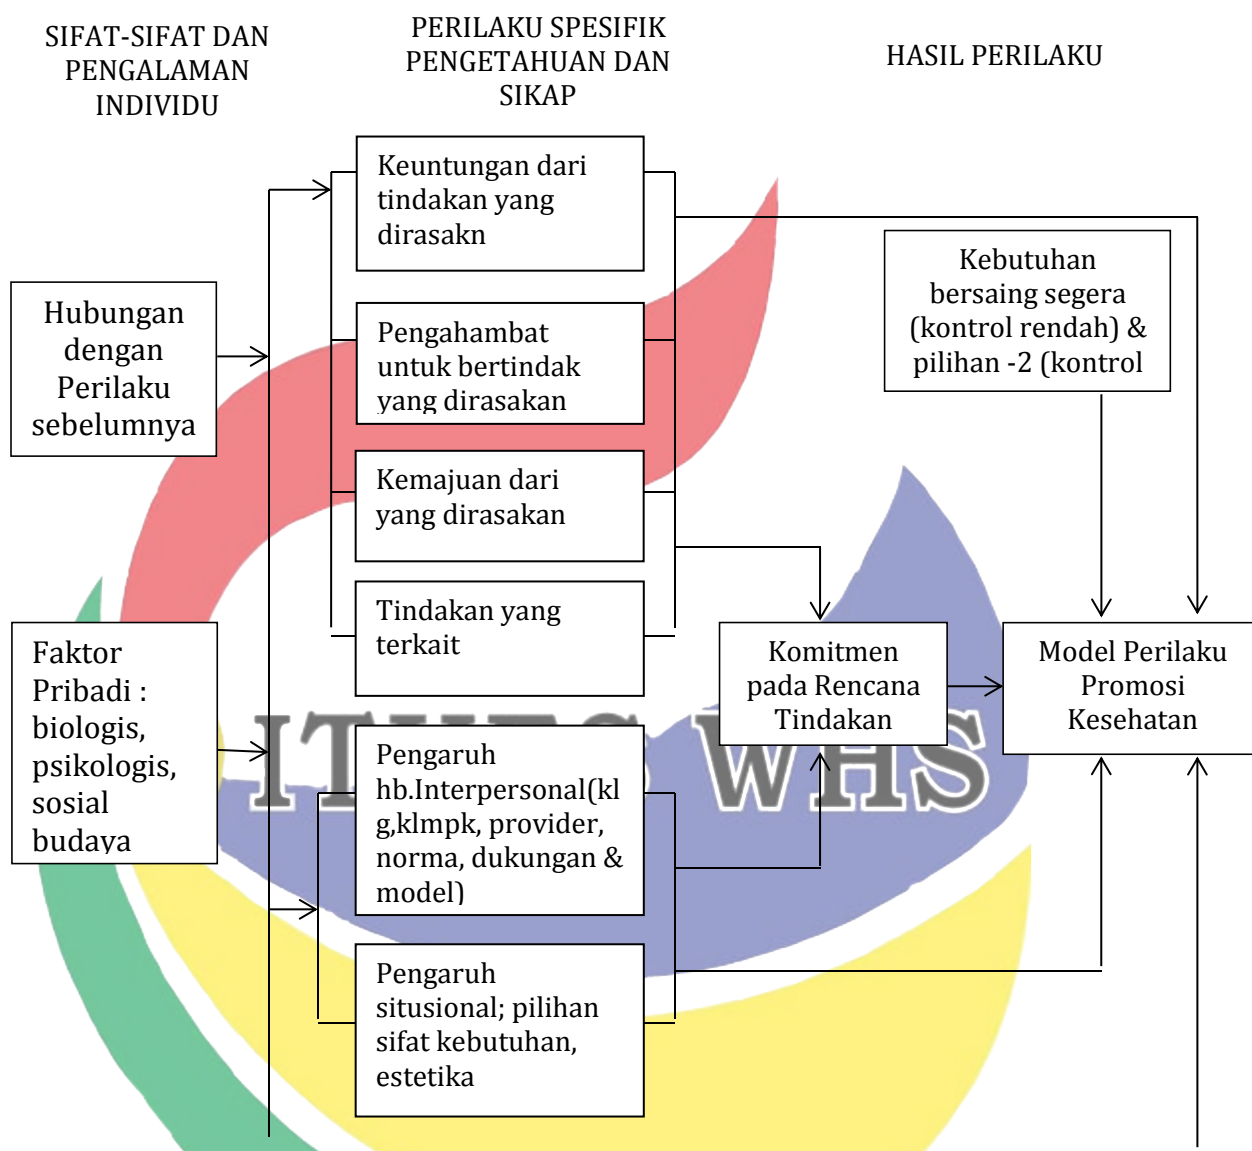 SIFAT-SIFAT DAN
PENGALAMAN
INDIVIDU
PERILAKU SPESIFIK
PENGETAHUAN DAN
SIKAP
HASIL PERILAKU
Keuntungan dari
tindakan yang
dirasakn
Kebutuhan
bersaing segera
(kontrol rendah) &
pilihan -2 (kontrol
Hubungan
dengan
Perilaku
sebelumnya
Pengahambat
untuk bertindak
yang dirasakan
Kemajuan dari
yang dirasakan
Tindakan yang
terkait
Faktor
Pribadi :
biologis,
psikologis,
sosial
budaya
Komitmen
pada Rencana
Tindakan
Model Perilaku
Promosi
Kesehatan
Pengaruh
hb.Interpersonal(kl
g,klmpk, provider,
norma, dukungan &
model)
Pengaruh
situsional; pilihan
sifat kebutuhan,
estetika
WHS